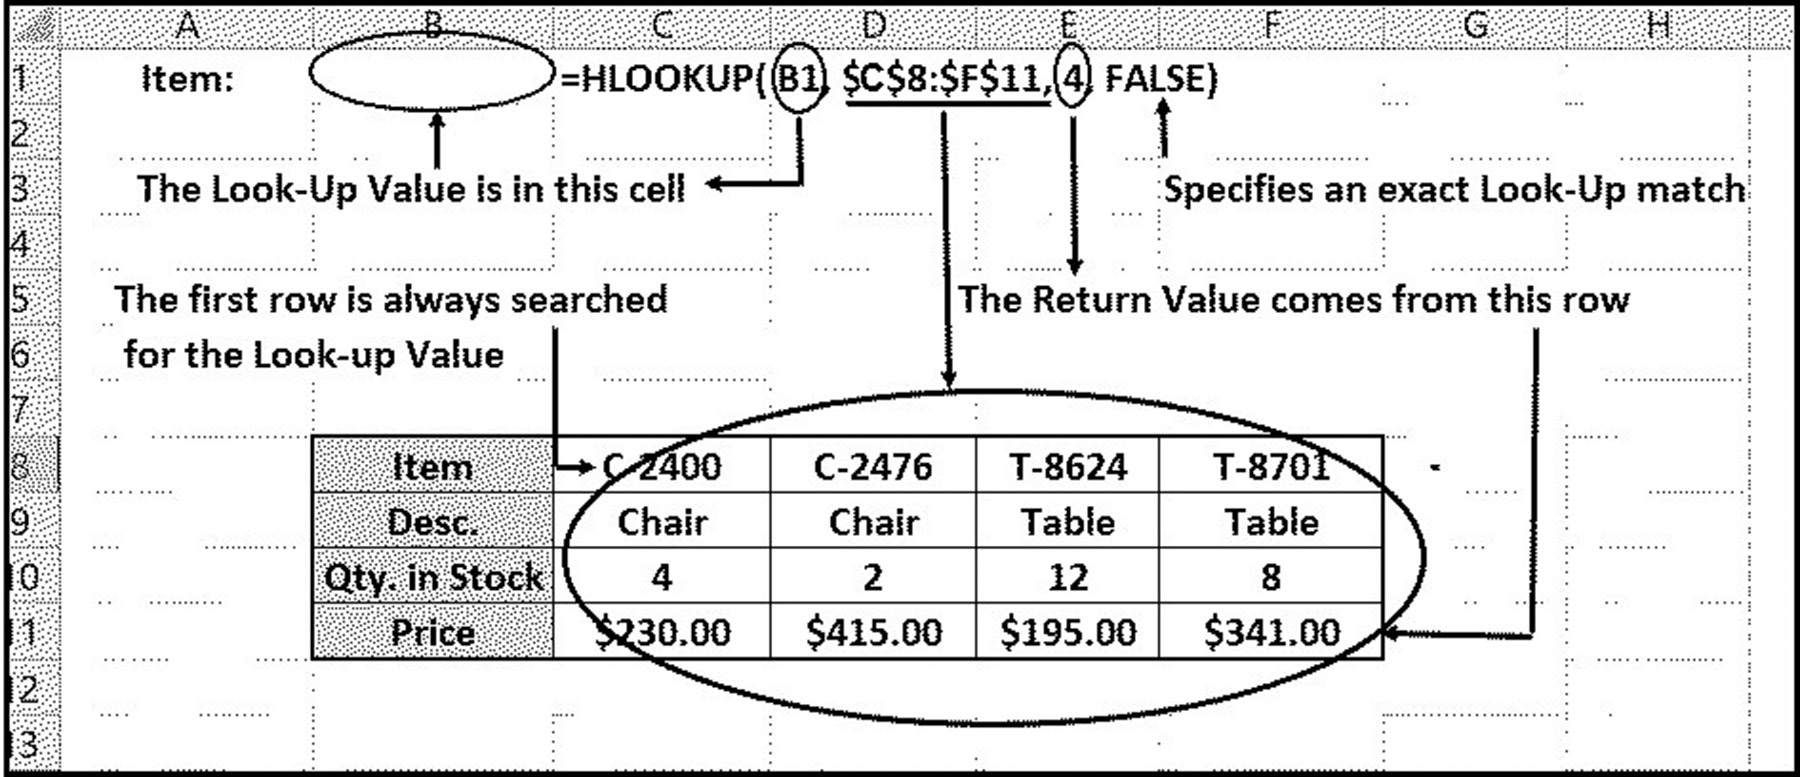 A B C D E F G H
1 Item: =HLOOKUP( B1, $C$8:$F$11, 4, FALSE)
2
3 The Look-Up Value is in this cell Specifies an exact Look-Up match
4
5 The first row is always searched The Return Value comes from this row
6 for the Look-up Value
7
8 Item C-2400 C-2476 T-8624 T-8701
9 Desc. Chair Chair Table Table
10 Qty. in Stock 4 2 12 8
11 Price $230.00 $415.00 $195.00 $341.00
12
13